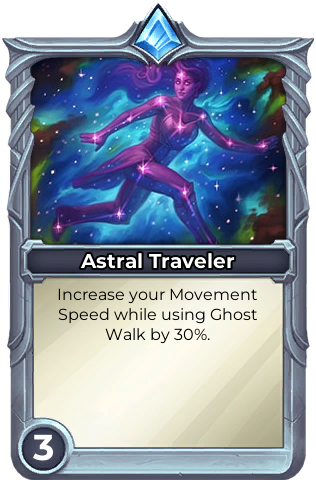 Astral Traveler
Increase your Movement
Speed while using Ghost
Walk by 30%.
3